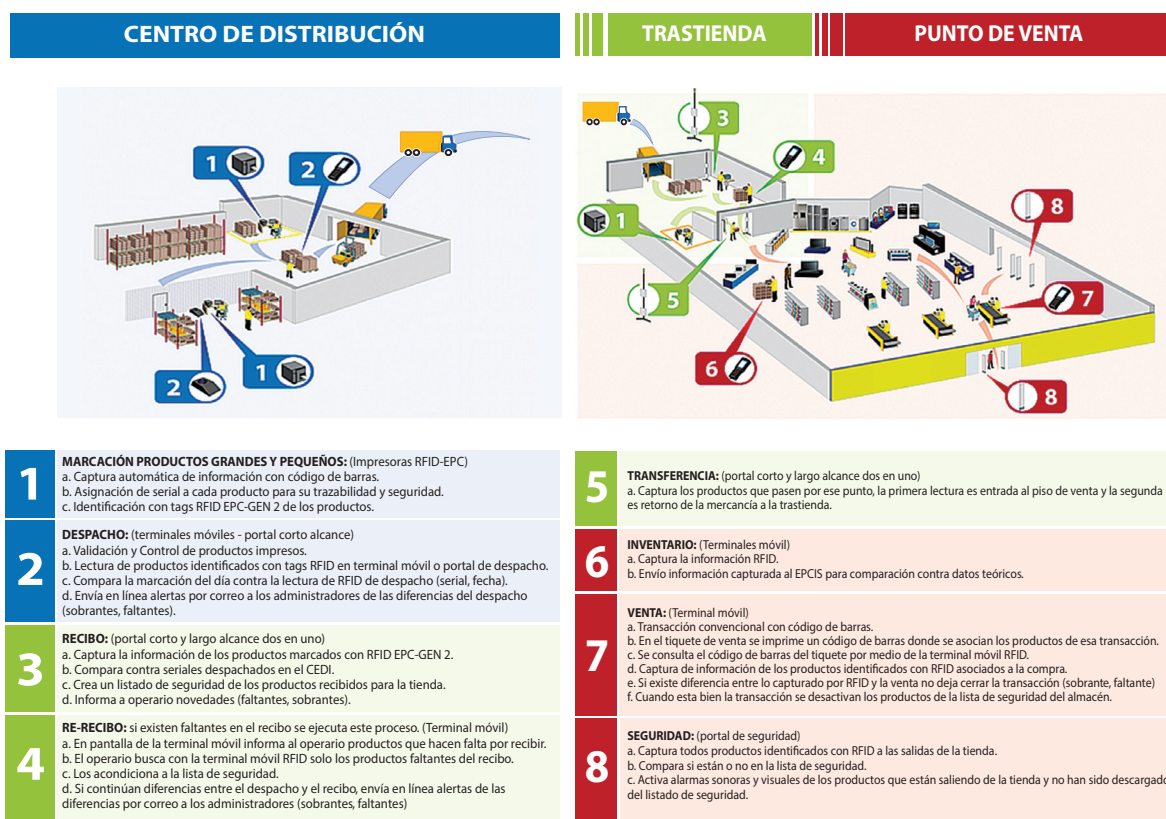 CENTRO DE DISTRIBUCIÓN
TRASTIENDA
PUNTO DE VENTA
1
2
2
1
3
4
1
5
6
8
7
8
1
MARCACIÓN PRODUCTOS GRANDES Y PEQUEÑOS: (Impresoras RFID-EPC)
a. Captura automática de información con código de barras.
b. Asignación de serial a cada producto para su trazabilidad y seguridad.
c. Identificación con tags RFID EPC-GEN 2 de los productos.
2
DESPACHO: (terminales móviles - portal corto alcance)
a. Validación y Control de productos impresos.
b. Lectura de productos identificados con tags RFID en terminal móvil o portal de despacho.
c. Compara la marcación del día contra la lectura de RFID de despacho (serial, fecha).
d. Envía en línea alertas por correo a los administradores de las diferencias del despacho
(sobrantes, faltantes).
3
RECIBO: (portal corto y largo alcance dos en uno)
a. Captura la información de los productos marcados con RFID EPC-GEN 2.
b. Compara contra seriales despachados en el CEDI.
c. Crea un listado de seguridad de los productos recibidos para la tienda.
d. Informa a operario novedades (faltantes, sobrantes).
4
RE-RECIBO: si existen faltantes en el recibo se ejecuta este proceso. (Terminal móvil)
a. En pantalla de la terminal móvil informa al operario productos que hacen falta por recibir.
b. El operario busca con la terminal móvil RFID solo los productos faltantes del recibo.
c. Los acondiciona a la lista de seguridad.
d. Si continúan diferencias entre el despacho y el recibo, envía en línea alertas de las
diferencias por correo a los administradores (sobrantes, faltantes)
5
TRANSFERENCIA: (portal corto y largo alcance dos en uno)
a. Captura los productos que pasen por ese punto, la primera lectura es entrada al piso de venta y la segunda
es retorno de la mercancía a la trastienda.
6
INVENTARIO: (Terminales móvil)
a. Captura la información RFID.
b. Envío información capturada al EPCIS para comparación contra datos teóricos.
7
VENTA: (Terminal móvil)
a. Transacción convencional con código de barras.
b. En el tiquete de venta se imprime un código de barras donde se asocian los productos de esa transacción.
c. Se consulta el código de barras del tiquete por medio de la terminal móvil RFID.
d. Captura de información de los productos identificados con RFID asociados a la compra.
e. Si existe diferencia entre lo capturado por RFID y la venta no deja cerrar la transacción (sobrante, faltante)
f. Cuando esta bien la transacción se desactivan los productos de la lista de seguridad del almacén.
8
SEGURIDAD: (portal de seguridad)
a. Captura todos productos identificados con RFID a las salidas de la tienda.
b. Compara si están o no en la lista de seguridad.
c. Activa alarmas sonoras y visuales de los productos que están saliendo de la tienda y no han sido descargado
del listado de seguridad.